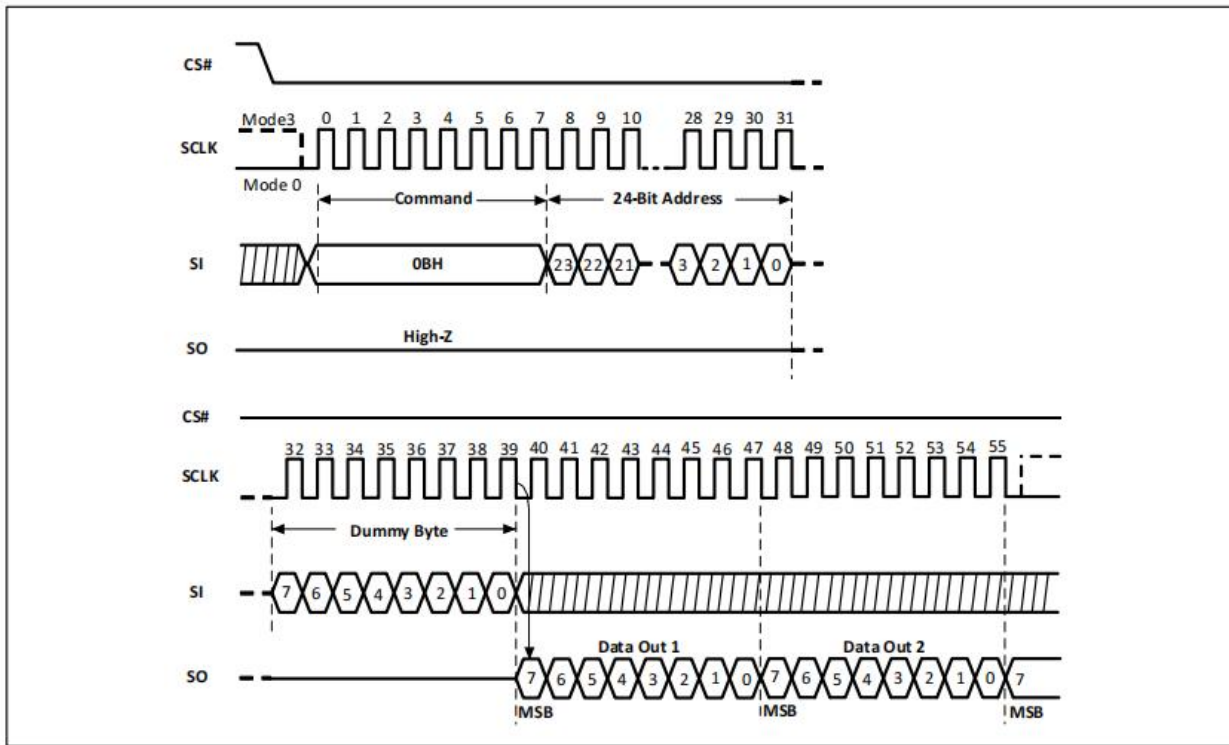 CS#
Mode3 0 1 2 3 4 5 6 7 8 9 10 28 29 30 31
SCLK
Mode 0
Command 24-Bit Address
SI 0BH 23 22 21 3 2 1 0
High-Z
SO
CS#
32 33 34 35 36 37 38 39 40 41 42 43 44 45 46 47 48 49 50 51 52 53 54 55
SCLK
Dummy Byte
SI 7 6 5 4 3 2 1 0
Data Out 1 Data Out 2
SO 7 6 5 4 3 2 1 0 7 6 5 4 3 2 1 0 7
MSB MSB MSB